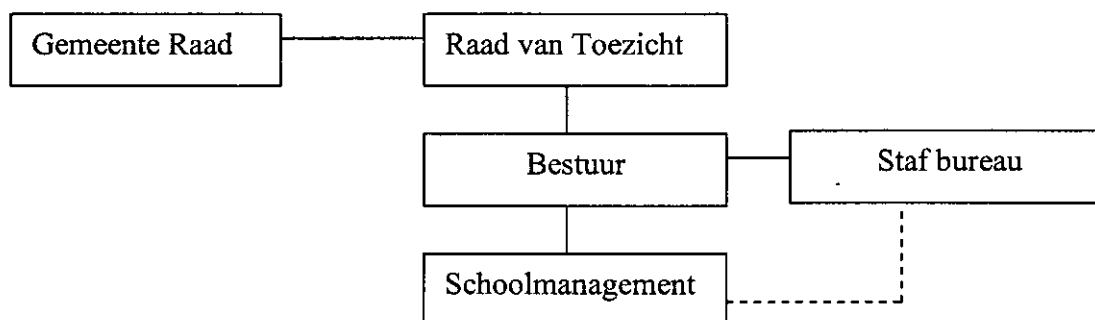 Gemeente Raad
Raad van Toezicht
Bestuur
Staf bureau
Schoolmanagement